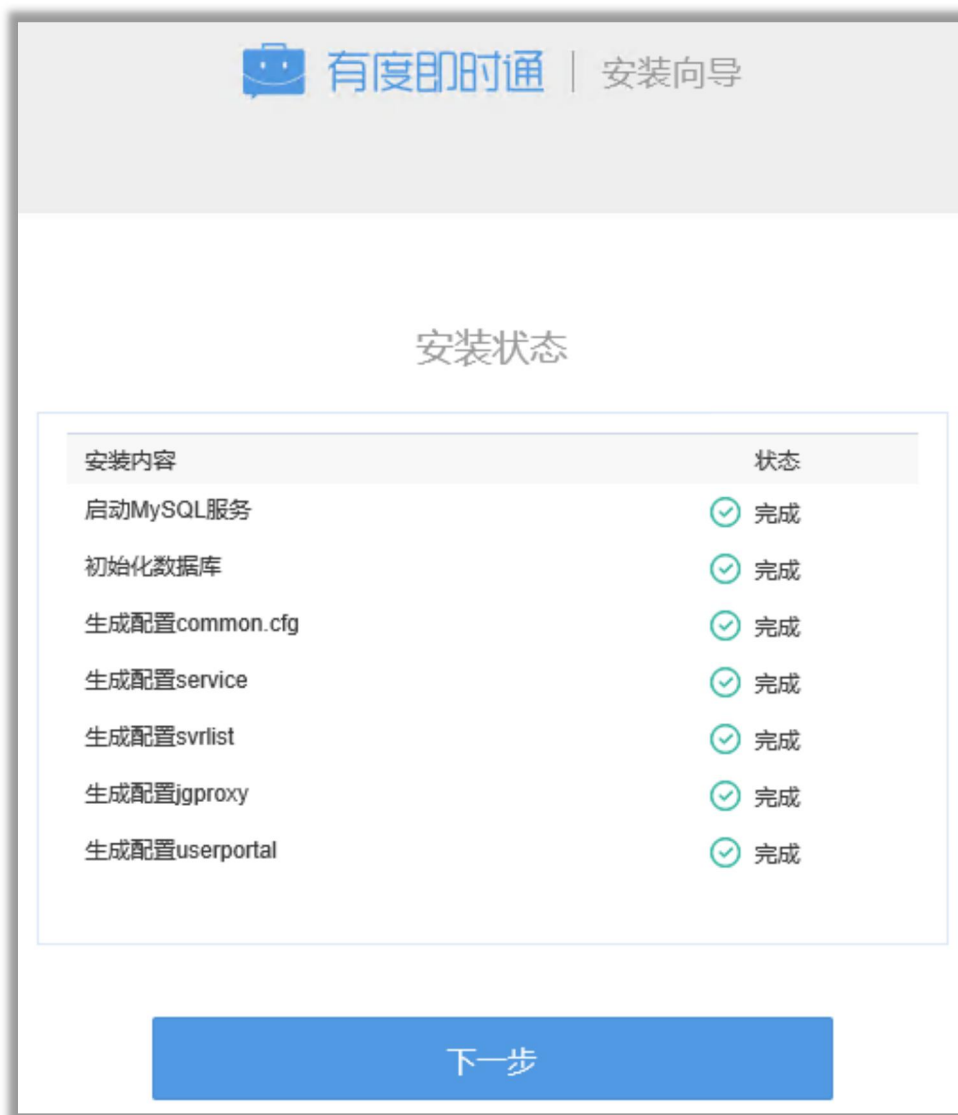 有度即时通 | 安装向导
安装状态
安装内容 状态
启动MySQL服务 完成
初始化数据库 完成
生成配置common.cfg 完成
生成配置service 完成
生成配置svrlist 完成
生成配置jgproxy 完成
生成配置userportal 完成
下一步